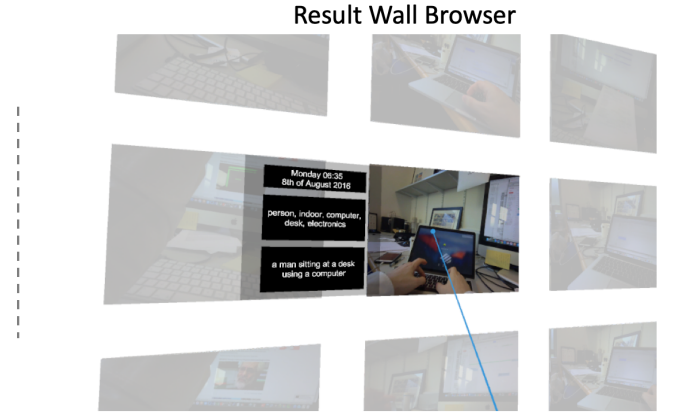 Result Wall Browser
Monday 06:35
8th of August 2016
person, indoor, computer,
desk, electronics
a man sitting at a desk
using a computer